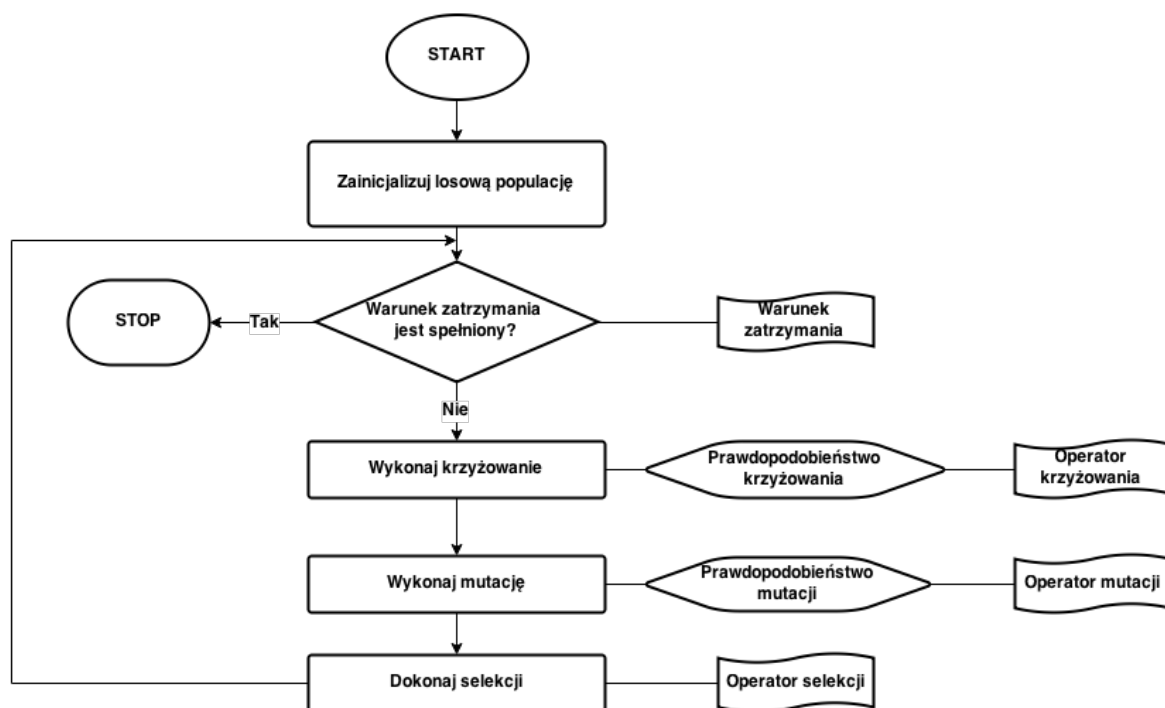 START
Zainicjalizuj losową populację
Warunek zatrzymania
jest spełniony?
STOP
Tak
Warunek
zatrzymania
Nie
Wykonaj krzyżowanie
Prawdopodobieństwo
krzyżowania
Operator
krzyżowania
Wykonaj mutację
Prawdopodobieństwo
mutacji
Operator mutacji
Dokonaj selekcji
Operator selekcji